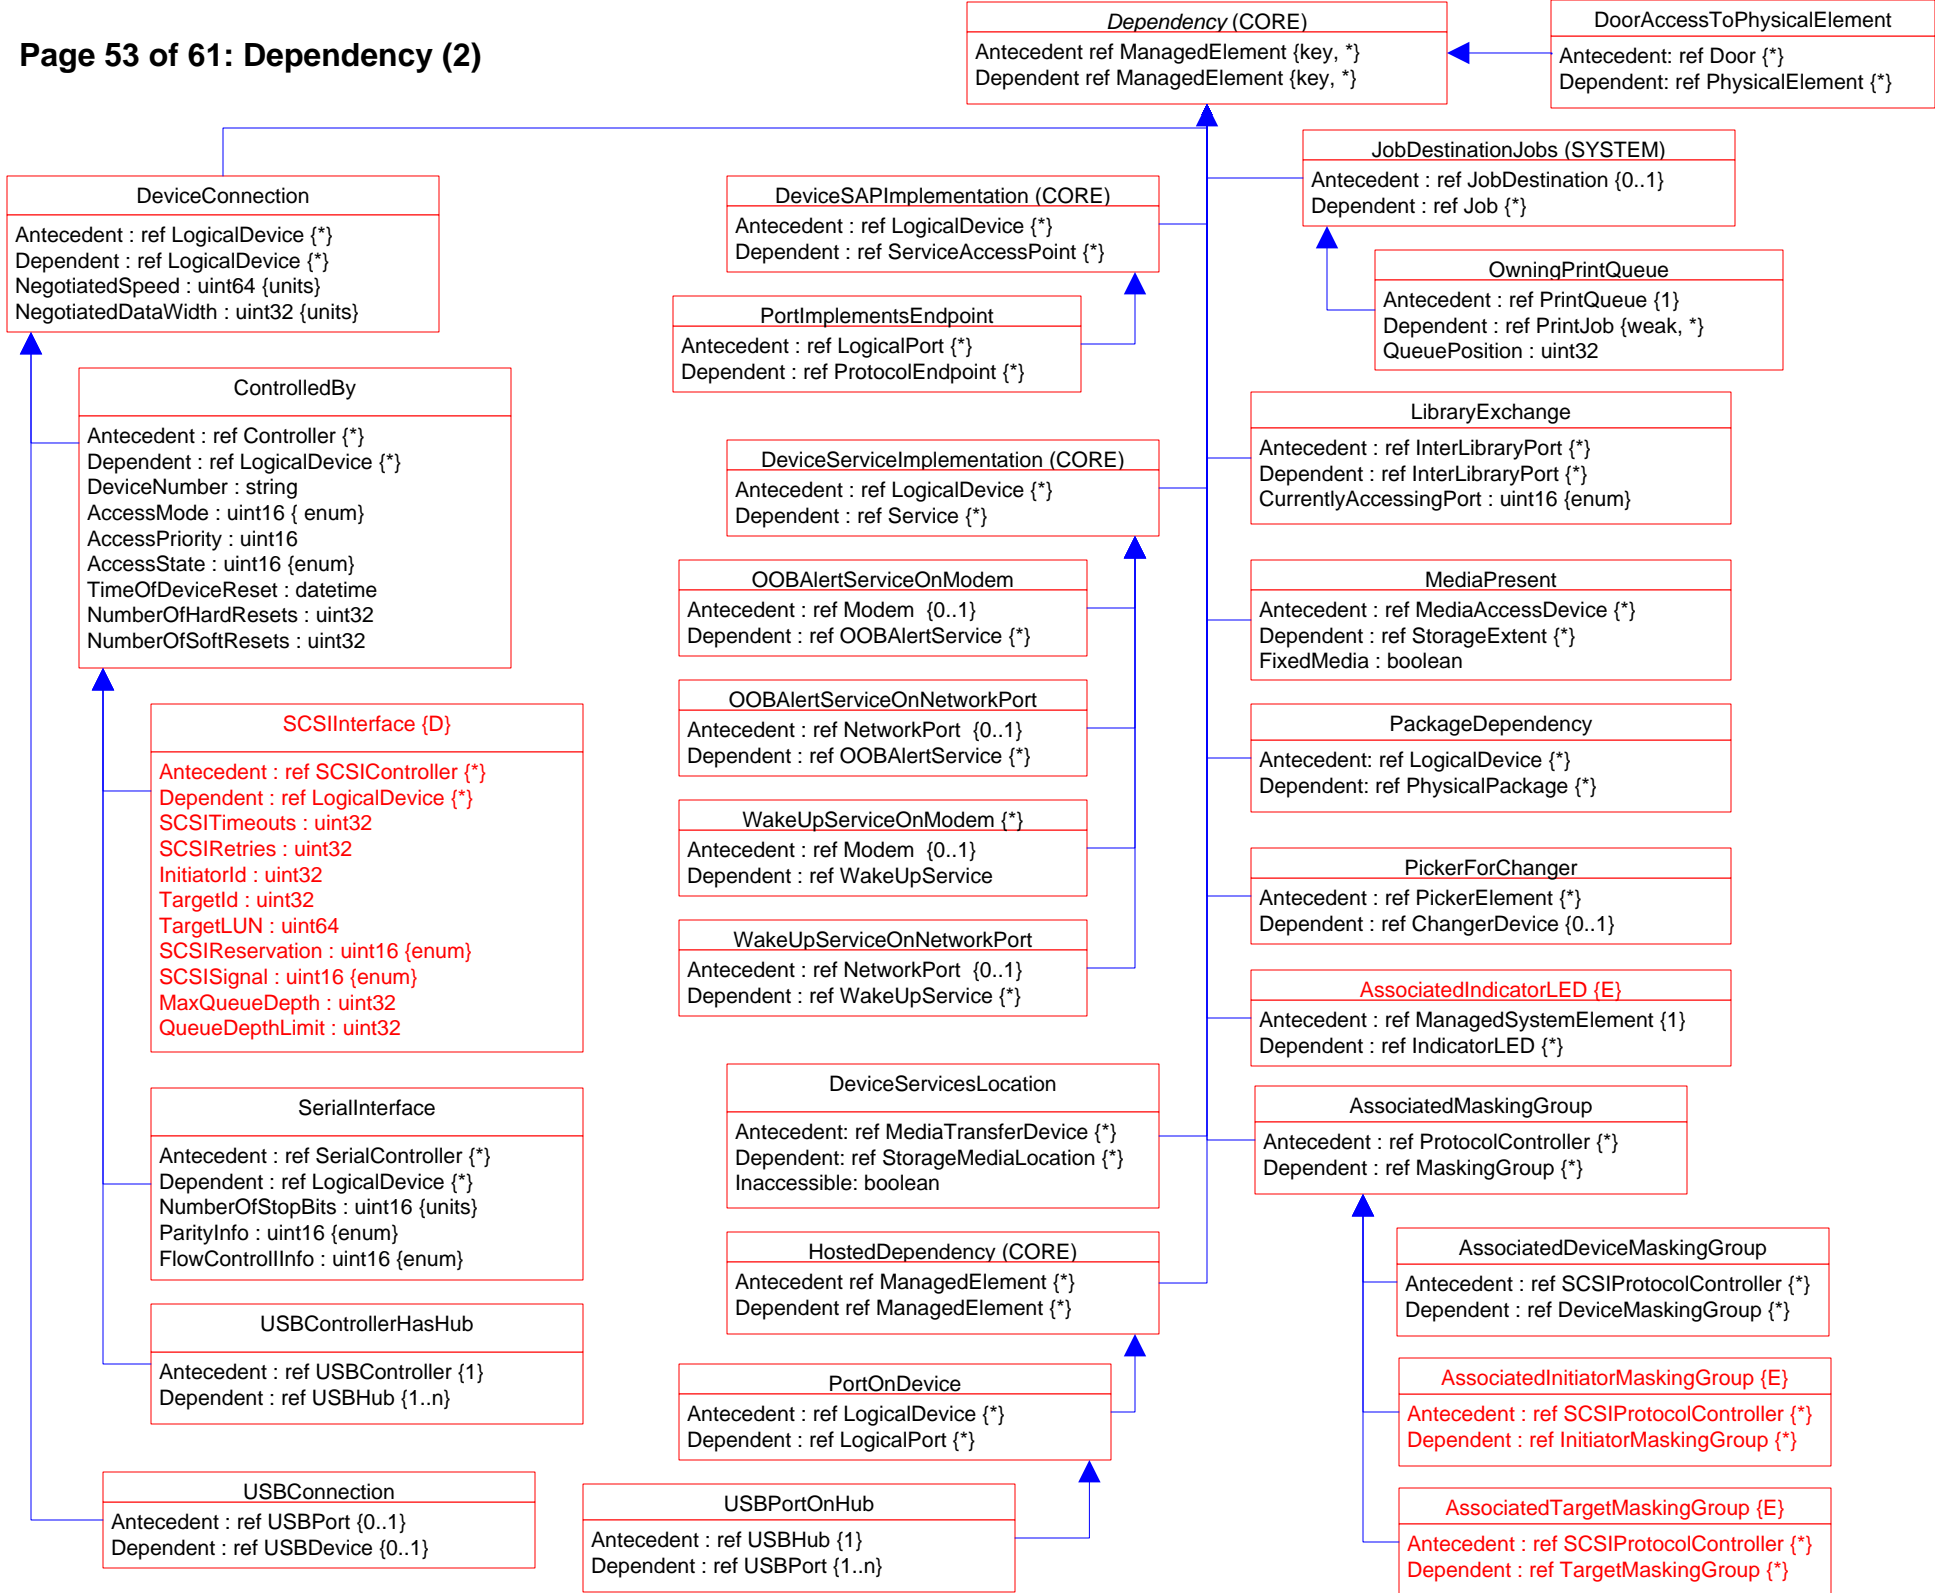 Page 53 of 61: Dependency (2)
Dependency (CORE)
Antecedent ref ManagedElement {key, *}
Dependent ref ManagedElement {key, *}
DoorAccessToPhysicalElement
Antecedent: ref Door {*}
Dependent: ref PhysicalElement {*}
DeviceConnection
Antecedent : ref LogicalDevice {*}
Dependent : ref LogicalDevice {*}
NegotiatedSpeed : uint64 {units}
NegotiatedDataWidth : uint32 {units}
ControlledBy
Antecedent : ref Controller {*}
Dependent : ref LogicalDevice {*}
DeviceNumber : string
AccessMode : uint16 { enum}
AccessPriority : uint16
AccessState : uint16 {enum}
TimeOfDeviceReset : datetime
NumberOfHardResets : uint32
NumberOfSoftResets : uint32
SCSIInterface {D}
Antecedent : ref SCSIController {*}
Dependent : ref LogicalDevice {*}
SCSITimeouts : uint32
SCSIRetries : uint32
InitiatorId : uint32
TargetId : uint32
TargetLUN : uint64
SCSIReservation : uint16 {enum}
SCSISignal : uint16 {enum}
MaxQueueDepth : uint32
QueueDepthLimit : uint32
SerialInterface
Antecedent : ref SerialController {*}
Dependent : ref LogicalDevice {*}
NumberOfStopBits : uint16 {units}
ParityInfo : uint16 {enum}
FlowControlInfo : uint16 {enum}
USBControllerHasHub
Antecedent : ref USBController {1}
Dependent : ref USBHub {1..n}
USBConnection
Antecedent : ref USBPort {0..1}
Dependent : ref USBDevice {0..1}
DeviceSAPImplementation (CORE)
Antecedent : ref LogicalDevice {*}
Dependent : ref ServiceAccessPoint {*}
PortImplementsEndpoint
Antecedent : ref LogicalPort {*}
Dependent : ref ProtocolEndpoint {*}
DeviceServiceImplementation (CORE)
Antecedent : ref LogicalDevice {*}
Dependent : ref Service {*}
OOBAlertServiceOnModem
Antecedent : ref Modem {0..1}
Dependent : ref OOBAlertService {*}
OOBAlertServiceOnNetworkPort
Antecedent : ref NetworkPort {0..1}
Dependent : ref OOBAlertService {*}
WakeUpServiceOnModem {*}
Antecedent : ref Modem {0..1}
Dependent : ref WakeUpService
WakeUpServiceOnNetworkPort
Antecedent : ref NetworkPort {0..1}
Dependent : ref WakeUpService {*}
DeviceServicesLocation
Antecedent: ref MediaTransferDevice {*}
Dependent: ref StorageMediaLocation {*}
Inaccessible: boolean
HostedDependency (CORE)
Antecedent ref ManagedElement {*}
Dependent ref ManagedElement {*}
PortOnDevice
Antecedent : ref LogicalDevice {*}
Dependent : ref LogicalPort {*}
USBPortOnHub
Antecedent : ref USBHub {1}
Dependent : ref USBPort {1..n}
JobDestinationJobs (SYSTEM)
Antecedent : ref JobDestination {0..1}
Dependent : ref Job {*}
OwningPrintQueue
Antecedent : ref PrintQueue {1}
Dependent : ref PrintJob {weak, *}
QueuePosition : uint32
LibraryExchange
Antecedent : ref InterLibraryPort {*}
Dependent : ref InterLibraryPort {*}
CurrentlyAccessingPort : uint16 {enum}
MediaPresent
Antecedent : ref MediaAccessDevice {*}
Dependent : ref StorageExtent {*}
FixedMedia : boolean
PackageDependency
Antecedent: ref LogicalDevice {*}
Dependent: ref PhysicalPackage {*}
PickerForChanger
Antecedent : ref PickerElement {*}
Dependent : ref ChangerDevice {0..1}
AssociatedIndicatorLED {E}
Antecedent : ref ManagedSystemElement {1}
Dependent : ref IndicatorLED {*}
AssociatedMaskingGroup
Antecedent : ref ProtocolController {*}
Dependent : ref MaskingGroup {*}
AssociatedDeviceMaskingGroup
Antecedent : ref SCSIProtocolController {*}
Dependent : ref DeviceMaskingGroup {*}
AssociatedInitiatorMaskingGroup {E}
Antecedent : ref SCSIProtocolController {*}
Dependent : ref InitiatorMaskingGroup {*}
AssociatedTargetMaskingGroup {E}
Antecedent : ref SCSIProtocolController {*}
Dependent : ref TargetMaskingGroup {*}